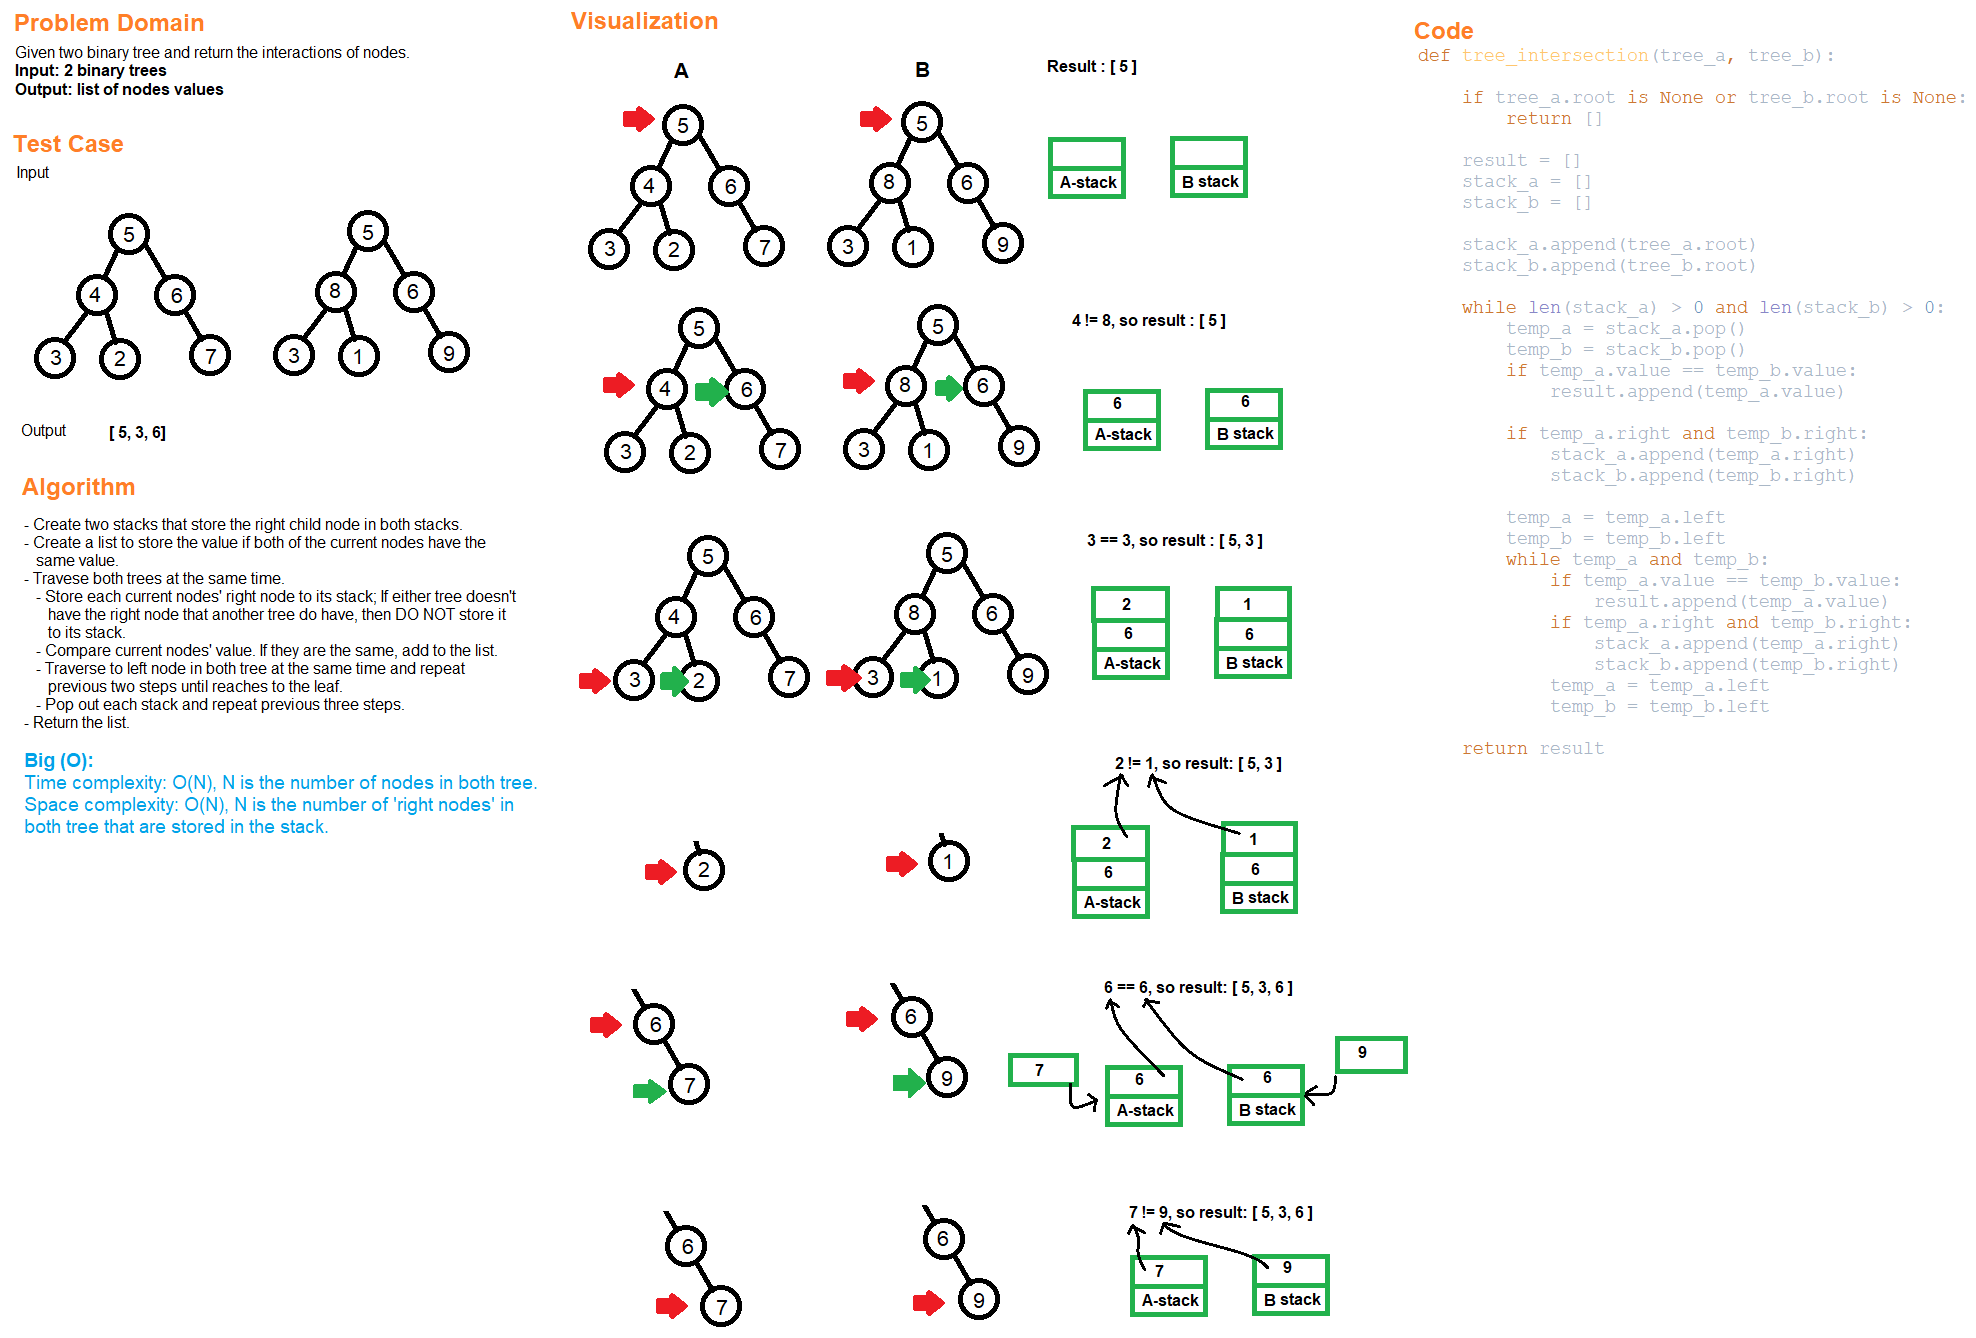 Problem Domain
Given two binary tree and return the interactions of nodes.
Input: 2 binary trees
Output: list of nodes values
Test Case
Input
5
4
6
3
2
7
5
8
6
3
1
9
Output [ 5, 3, 6]
Algorithm
- Create two stacks that store the right child node in both stacks.
- Create a list to store the value if both of the current nodes have the
same value.
- Travese both trees at the same time.
- Store each current nodes' right node to its stack; If either tree doesn't
have the right node that another tree do have, then DO NOT store it
to its stack.
- Compare current nodes' value. If they are the same, add to the list.
- Traverse to left node in both tree at the same time and repeat
previous two steps until reaches to the leaf.
- Pop out each stack and repeat previous three steps.
- Return the list.
Big (O):
Time complexity: O(N), N is the number of nodes in both tree.
Space complexity: O(N), N is the number of 'right nodes' in
both tree that are stored in the stack.
Visualization
A
B
Result : [ 5 ]
5
4
6
3
2
7
5
8
6
3
1
9
A-stack
B stack
4 != 8, so result : [ 5 ]
5
4
6
3
2
7
5
8
6
3
1
9
6
A-stack
6
B stack
3 == 3, so result : [ 5, 3 ]
5
4
6
3
2
7
5
8
6
3
1
9
2
6
A-stack
1
6
B stack
2 != 1, so result: [ 5, 3 ]
2
1
2
6
A-stack
1
6
B stack
6 == 6, so result: [ 5, 3, 6 ]
6
7
6
9
7
6
A-stack
6
B stack
9
7 != 9, so result: [ 5, 3, 6 ]
6
7
6
9
7
A-stack
9
B stack
Code
def tree_intersection(tree_a, tree_b):
if tree_a.root is None or tree_b.root is None:
return []
result = []
stack_a = []
stack_b = []
stack_a.append(tree_a.root)
stack_b.append(tree_b.root)
while len(stack_a) > 0 and len(stack_b) > 0:
temp_a = stack_a.pop()
temp_b = stack_b.pop()
if temp_a.value == temp_b.value:
result.append(temp_a.value)
if temp_a.right and temp_b.right:
stack_a.append(temp_a.right)
stack_b.append(temp_b.right)
temp_a = temp_a.left
temp_b = temp_b.left
while temp_a and temp_b:
if temp_a.value == temp_b.value:
result.append(temp_a.value)
if temp_a.right and temp_b.right:
stack_a.append(temp_a.right)
stack_b.append(temp_b.right)
temp_a = temp_a.left
temp_b = temp_b.left
return result